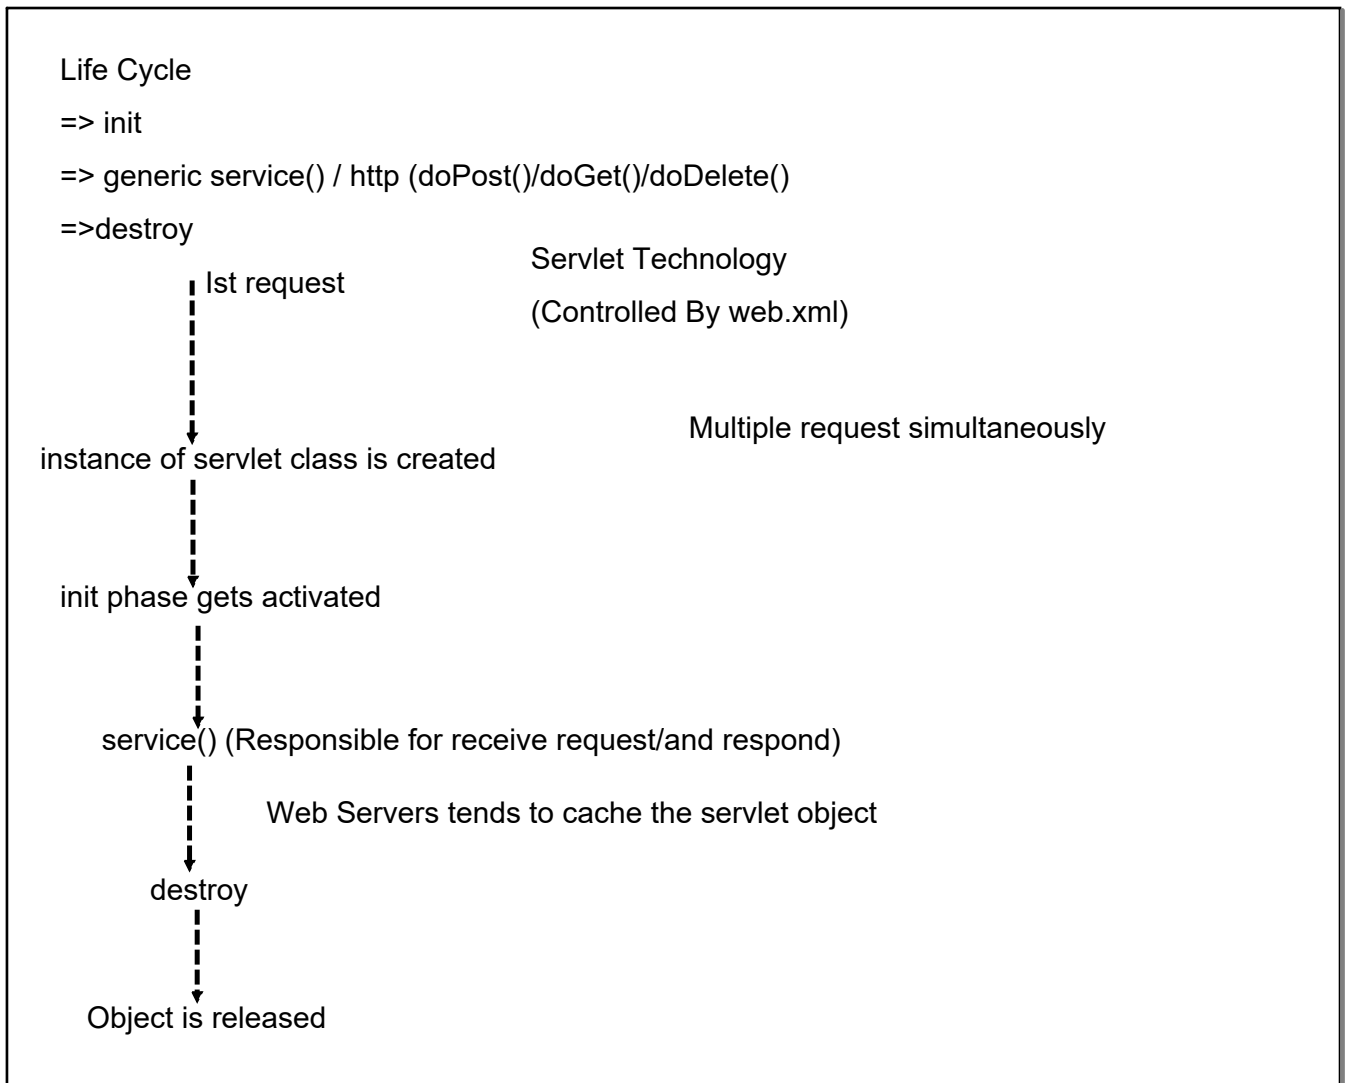 Life Cycle
=> init
=> generic service() / http (doPost()/doGet()/doDelete()
=>destroy
Servlet Technology
Ist request
(Controlled By web.xml)
Multiple request simultaneously
instance of servlet class is created
init phase gets activated
service() (Responsible for receive request/and respond)
Web Servers tends to cache the servlet object
destroy
Object is released